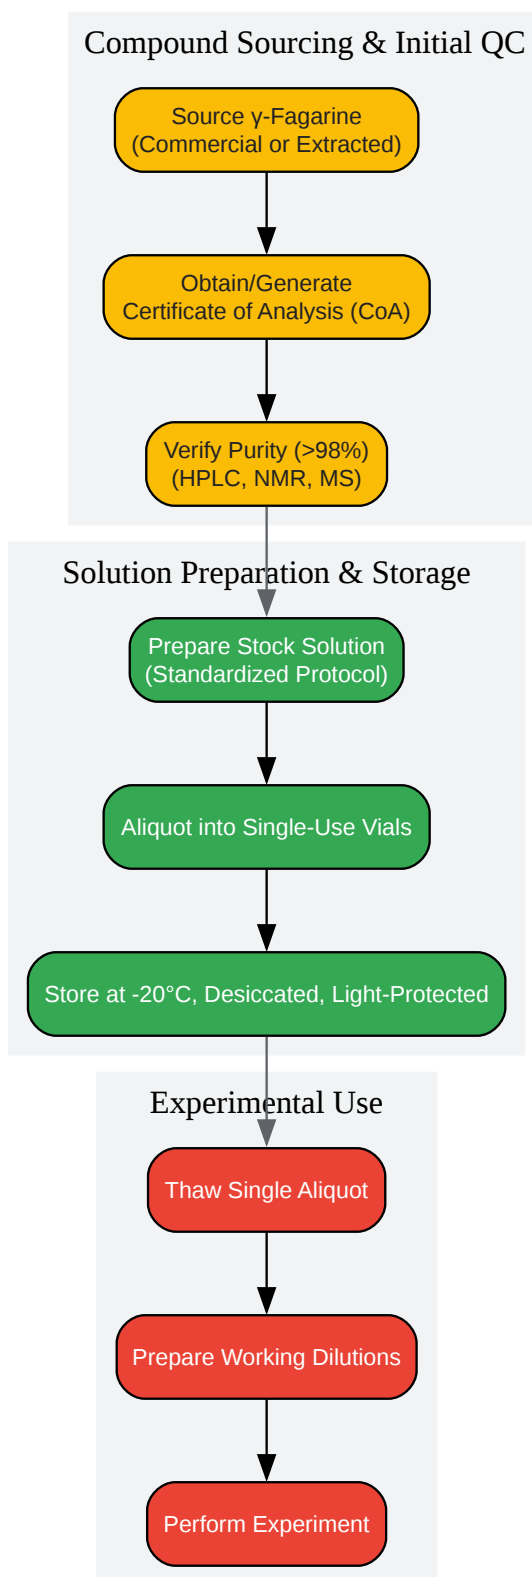 Compound Sourcing & Initial QC
Source γ-Fagarine
(Commercial or Extracted)
Obtain/Generate
Certificate of Analysis (CoA)
Verify Purity (>98%)
(HPLC, NMR, MS)
Solution Preparation & Storage
Prepare Stock Solution
(Standardized Protocol)
Aliquot into Single-Use Vials
Store at -20°C, Desiccated, Light-Protected
Experimental Use
Thaw Single Aliquot
Prepare Working Dilutions
Perform Experiment